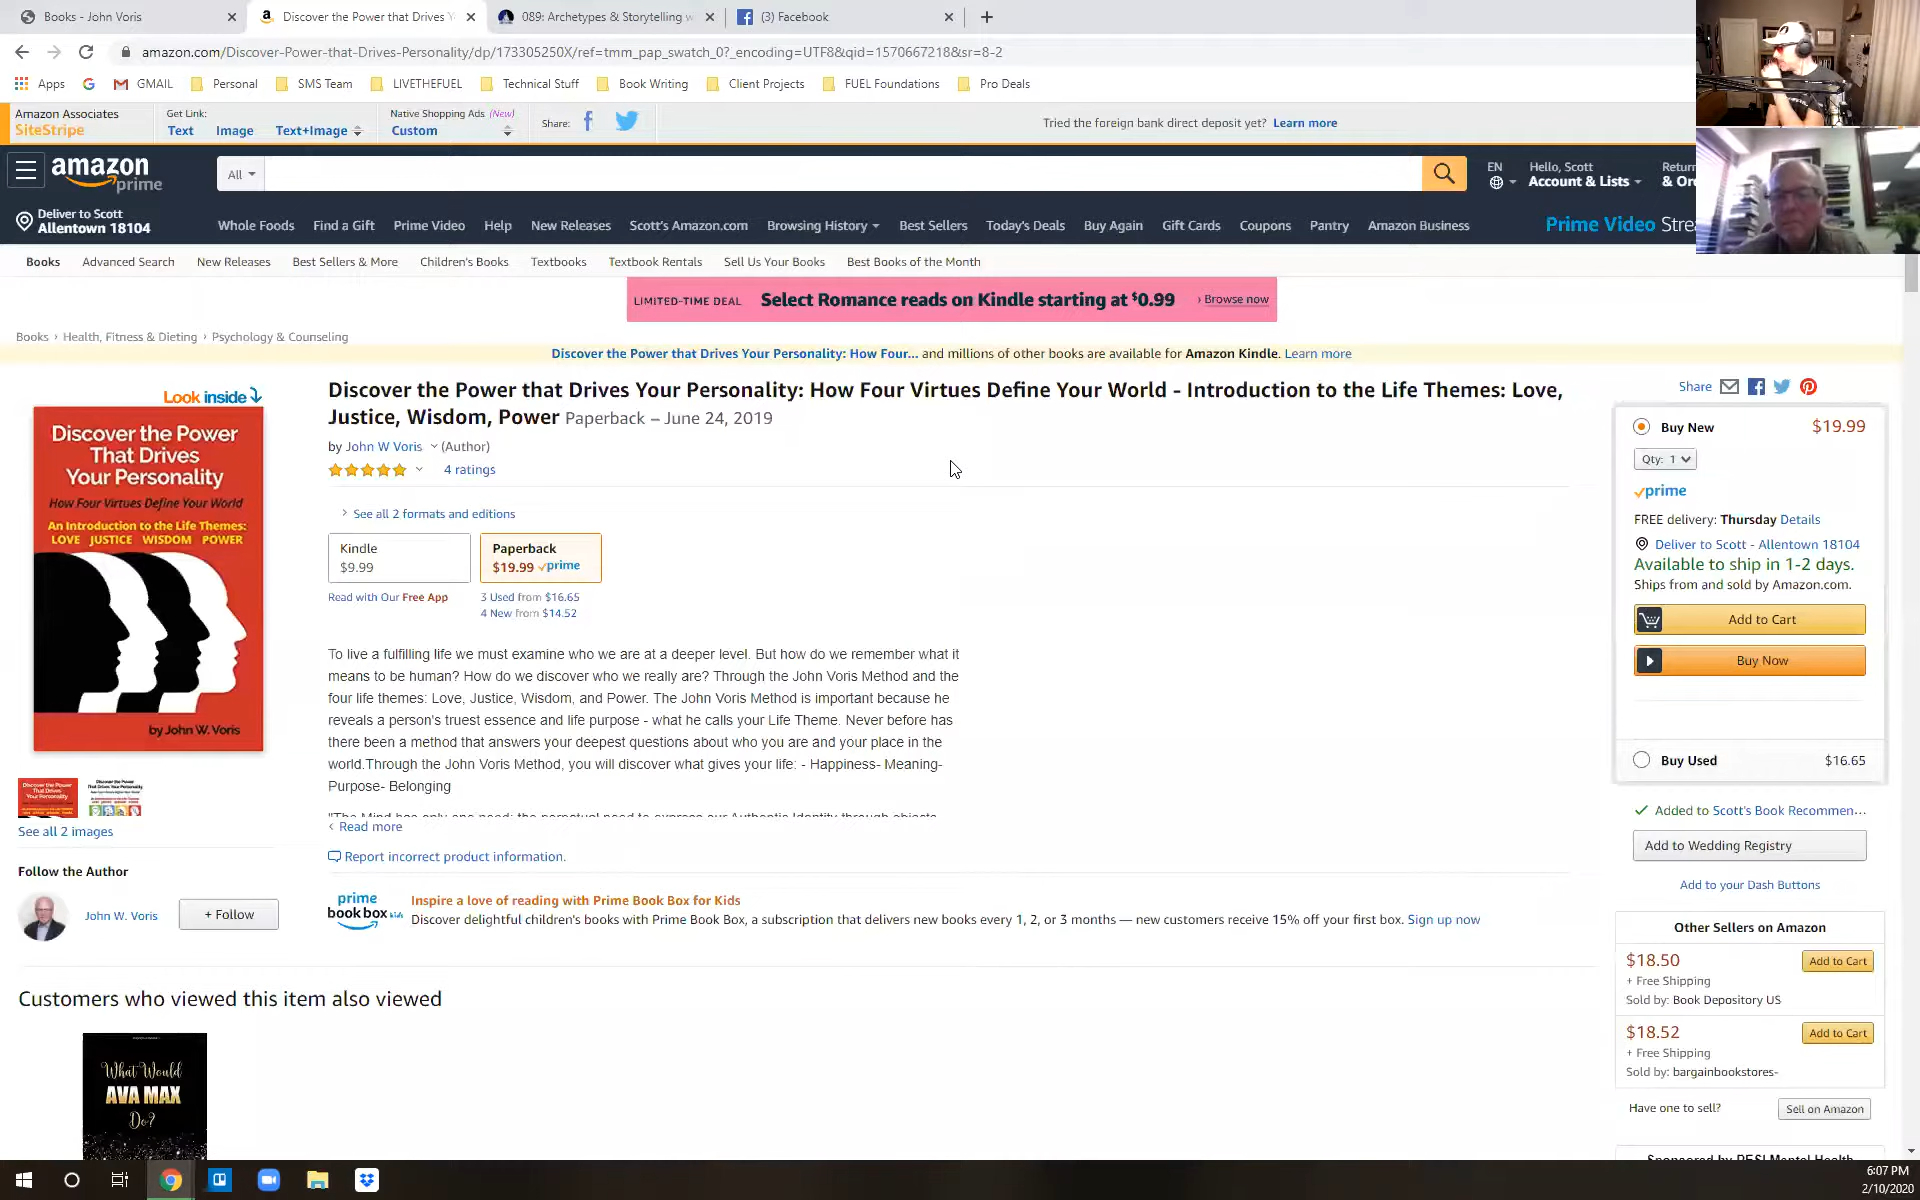 Books - John Voris
Discover the Power that Drives Y
089: Archetypes & Storytelling w
(3) Facebook
amazon.com/Discover-Power-that-Drives-Personality/dp/173305250X/ref=tmm_pap_swatch_0?_encoding=UTF8&qid=1570667218&sr=8-2
Apps GMAIL Personal SMS Team LIVETHEFUEL Technical Stuff Book Writing Client Projects FUEL Foundations Pro Deals
Amazon Associates
SiteStripe
Get Link:
Text Image Text+Image
Native Shopping Ads (New)
Custom
Share:
Tried the foreign bank direct deposit yet? Learn more
amazon
prime
All
EN
Hello, Scott
Account & Lists
Return
& Or
Deliver to Scott
Allentown 18104
Whole Foods Find a Gift Prime Video Help New Releases Scott's Amazon.com Browsing History Best Sellers Today's Deals Buy Again Gift Cards Coupons Pantry Amazon Business
Prime Video Strea
Books Advanced Search New Releases Best Sellers & More Children's Books Textbooks Textbook Rentals Sell Us Your Books Best Books of the Month
LIMITED-TIME DEAL Select Romance reads on Kindle starting at $0.99 › Browse now
Books › Health, Fitness & Dieting › Psychology & Counseling
Discover the Power that Drives Your Personality: How Four... and millions of other books are available for Amazon Kindle. Learn more
Look inside
Discover the Power
That Drives
Your Personality
How Four Virtues Define Your World
An Introduction to the Life Themes:
LOVE JUSTICE WISDOM POWER
by John W. Voris
See all 2 images
Follow the Author
John W. Voris
+ Follow
Discover the Power that Drives Your Personality: How Four Virtues Define Your World - Introduction to the Life Themes: Love,
Justice, Wisdom, Power Paperback – June 24, 2019
by John W Voris (Author)
4 ratings
› See all 2 formats and editions
Kindle
$9.99
Paperback
$19.99 prime
Read with Our Free App
3 Used from $16.65
4 New from $14.52
To live a fulfilling life we must examine who we are at a deeper level. But how do we remember what it
means to be human? How do we discover who we really are? Through the John Voris Method and the
four life themes: Love, Justice, Wisdom, and Power. The John Voris Method is important because he
reveals a person's truest essence and life purpose - what he calls your Life Theme. Never before has
there been a method that answers your deepest questions about who you are and your place in the
world.Through the John Voris Method, you will discover what gives your life: - Happiness- Meaning-
Purpose- Belonging
"The Mind has only one need: the perpetual need to express our Authentic Identity through objects
‹ Read more
Report incorrect product information.
prime
book box kids
Inspire a love of reading with Prime Book Box for Kids
Discover delightful children's books with Prime Book Box, a subscription that delivers new books every 1, 2, or 3 months — new customers receive 15% off your first box. Sign up now
Customers who viewed this item also viewed
What Would
AVA MAX
Do?
Share
Buy New $19.99
Qty: 1
prime
FREE delivery: Thursday Details
Deliver to Scott - Allentown 18104
Available to ship in 1-2 days.
Ships from and sold by Amazon.com.
Add to Cart
Buy Now
Buy Used $16.65
Added to Scott's Book Recommen...
Add to Wedding Registry
Add to your Dash Buttons
Other Sellers on Amazon
$18.50 Add to Cart
+ Free Shipping
Sold by: Book Depository US
$18.52 Add to Cart
+ Free Shipping
Sold by: bargainbookstores-
Have one to sell? Sell on Amazon
Sponsored by PESI Mental Health
6:07 PM
2/10/2020